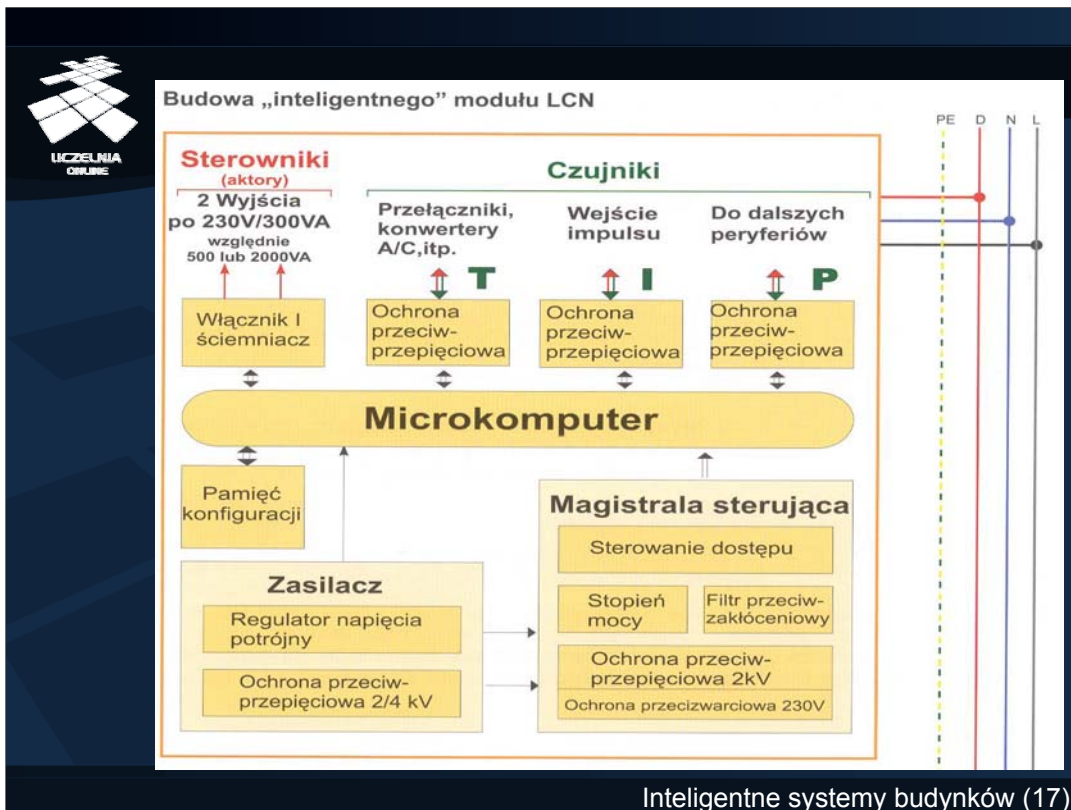 UCZELNIA
ONLINE
Budowa „inteligentnego” modułu LCN
PE D N L
Sterowniki
(aktory)
2 Wyjścia
po 230V/300VA
względnie
500 lub 2000VA
Czujniki
Przełączniki,
konwertery
A/C,itp.
Wejście
impulsu
Do dalszych
peryferiów
T
I
P
Włącznik I
ściemniacz
Ochrona
przeciw-
przepięciowa
Ochrona
przeciw-
przepięciowa
Ochrona
przeciw-
przepięciowa
Microkomputer
Pamięć
konfiguracji
Zasilacz
Regulator napięcia
potrójny
Ochrona przeciw-
przepięciowa 2/4 kV
Magistrala sterująca
Sterowanie dostępu
Stopień
mocy
Filtr przeciw-
zakłóceniowy
Ochrona przeciw-
przepięciowa 2kV
Ochrona przecizwarciowa 230V
Inteligentne systemy budynków (17)